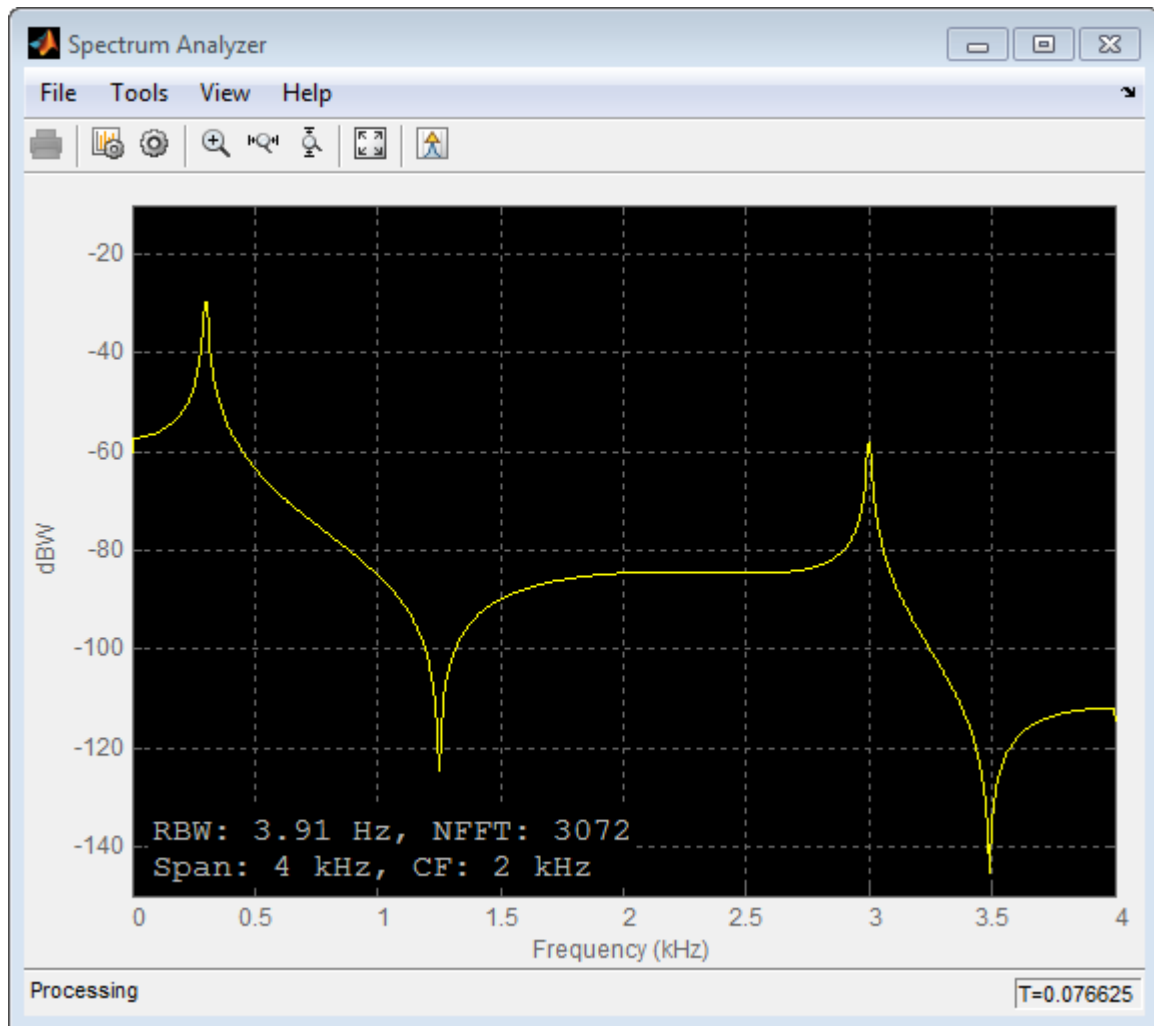 Spectrum Analyzer
File Tools View Help
-20
-40
-60
-80
-100
-120
-140
dBW
RBW: 3.91 Hz, NFFT: 3072
Span: 4 kHz, CF: 2 kHz
0 0.5 1 1.5 2 2.5 3 3.5 4
Frequency (kHz)
Processing T=0.076625